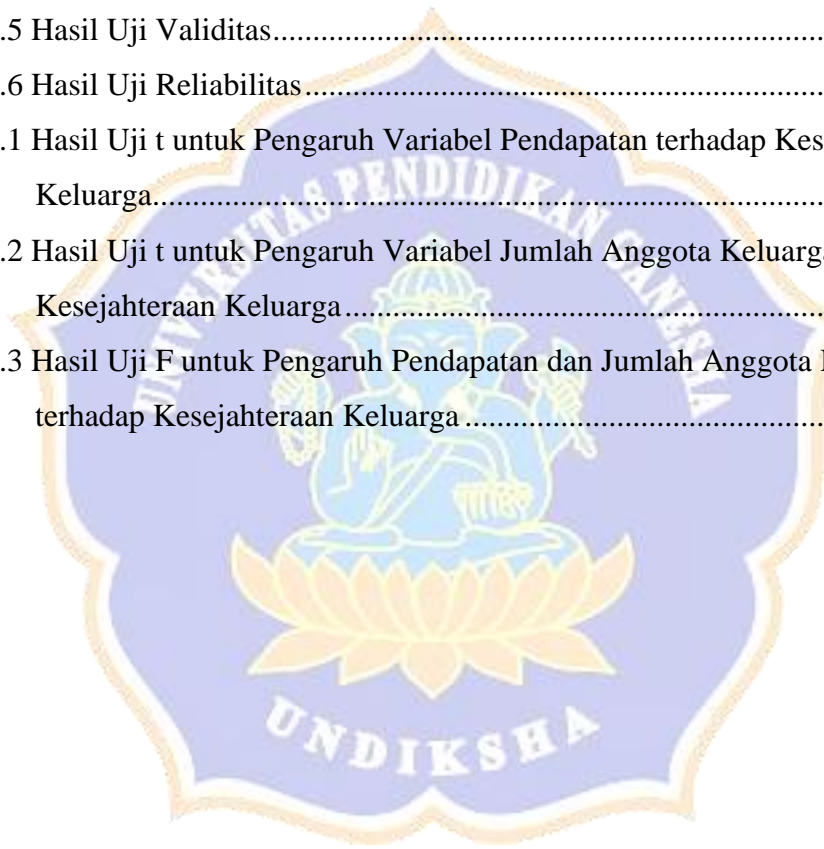 .5 Hasil Uji Validitas....................................................................
.6 Hasil Uji Reliabilitas................................................................
.1 Hasil Uji t untuk Pengaruh Variabel Pendapatan terhadap Kes
Keluarga....................................................................................
.2 Hasil Uji t untuk Pengaruh Variabel Jumlah Anggota Keluarga
Kesejahteraan Keluarga............................................................
.3 Hasil Uji F untuk Pengaruh Pendapatan dan Jumlah Anggota
terhadap Kesejahteraan Keluarga.............................................
UNIVERSITAS PENDIDIKAN GANESHA
UNDIKSHA